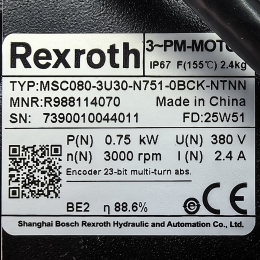 Rexroth
3~PM-MOTO
IP67 F(155℃) 2.4kg
TYP:MSC080-3U30-N751-0BCK-NTNN
MNR:R988114070 Made in China
SN: 7390010044011 FD:25W51
P(N) 0.75 kW U(N) 380 V
n(N) 3000 rpm I(N) 2.4 A
Encoder 23-bit multi-turn abs.
BE2 η 88.6%
Shanghai Bosch Rexroth Hydraulic and Automation Co., Ltd.